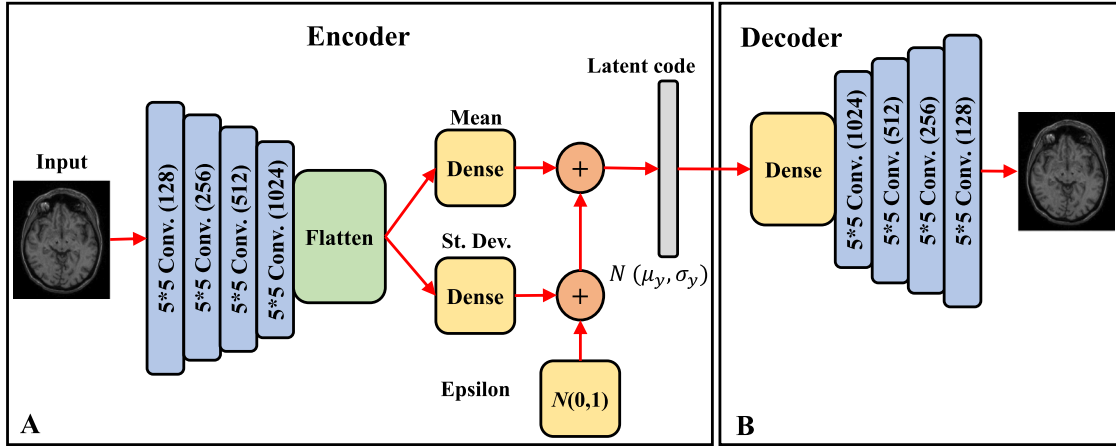 Encoder
Input
5*5 Conv. (128)
5*5 Conv. (256)
5*5 Conv. (512)
5*5 Conv. (1024)
Flatten
Mean
Dense
St. Dev.
Dense
+
+
Epsilon
N(0,1)
Latent code
N (μ_y, σ_y)
A
Decoder
Dense
5*5 Conv. (1024)
5*5 Conv. (512)
5*5 Conv. (256)
5*5 Conv. (128)
B